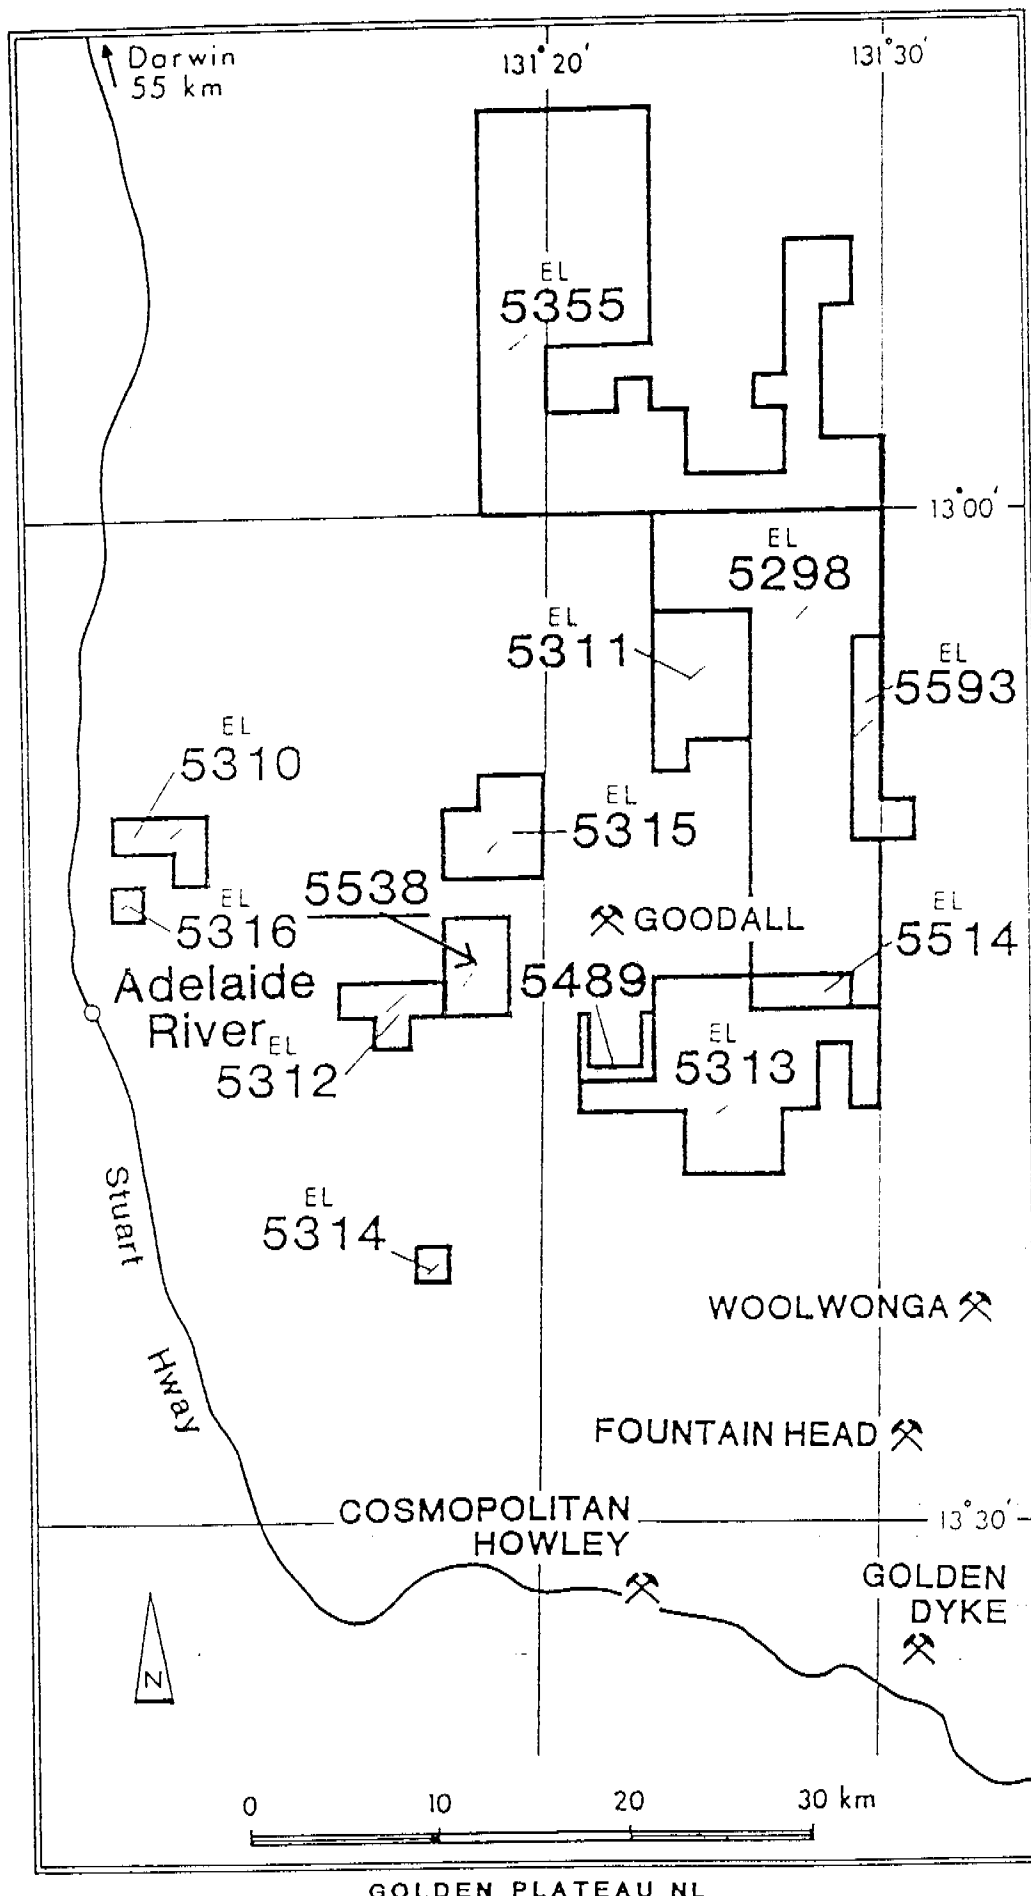 Darwin
55 km
131°20'
131°30'
EL
5355
13°00'
EL
5298
EL
5311
EL
5593
EL
5310
EL
5315
5538
EL
5316
GOODALL
EL
5514
Adelaide
River
5489
EL
5312
EL
5313
Stuart
EL
5314
WOOLWONGA
Hway
FOUNTAIN HEAD
COSMOPOLITAN
HOWLEY
13°30'
GOLDEN
DYKE
N
0 10 20 30 km
GOLDEN PLATEAU NL